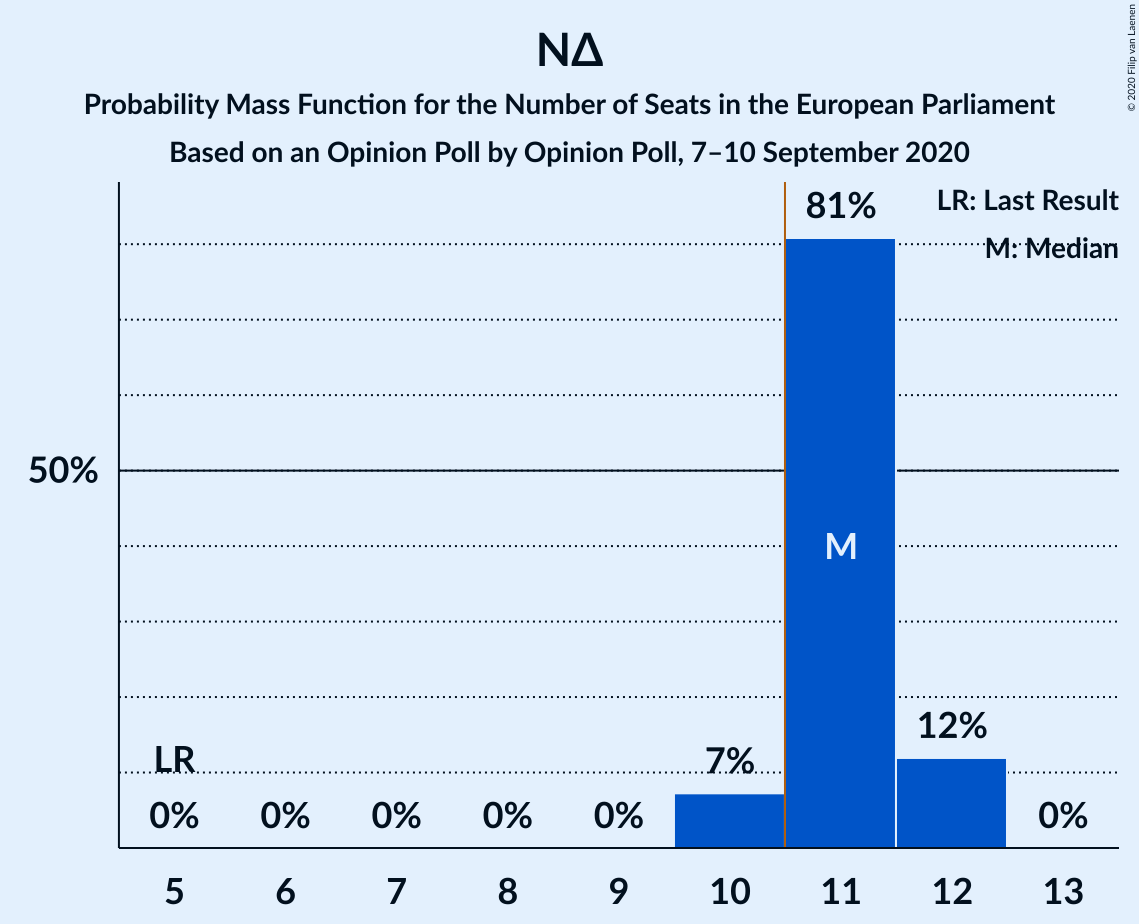 ΝΔ
Probability Mass Function for the Number of Seats in the European Parliament
Based on an Opinion Poll by Opinion Poll, 7–10 September 2020
© 2020 Filip van Laenen
LR: Last Result
M: Median
81%
50%
M
12%
LR
7%
0% 0% 0% 0% 0% 0%
5 6 7 8 9 10 11 12 13